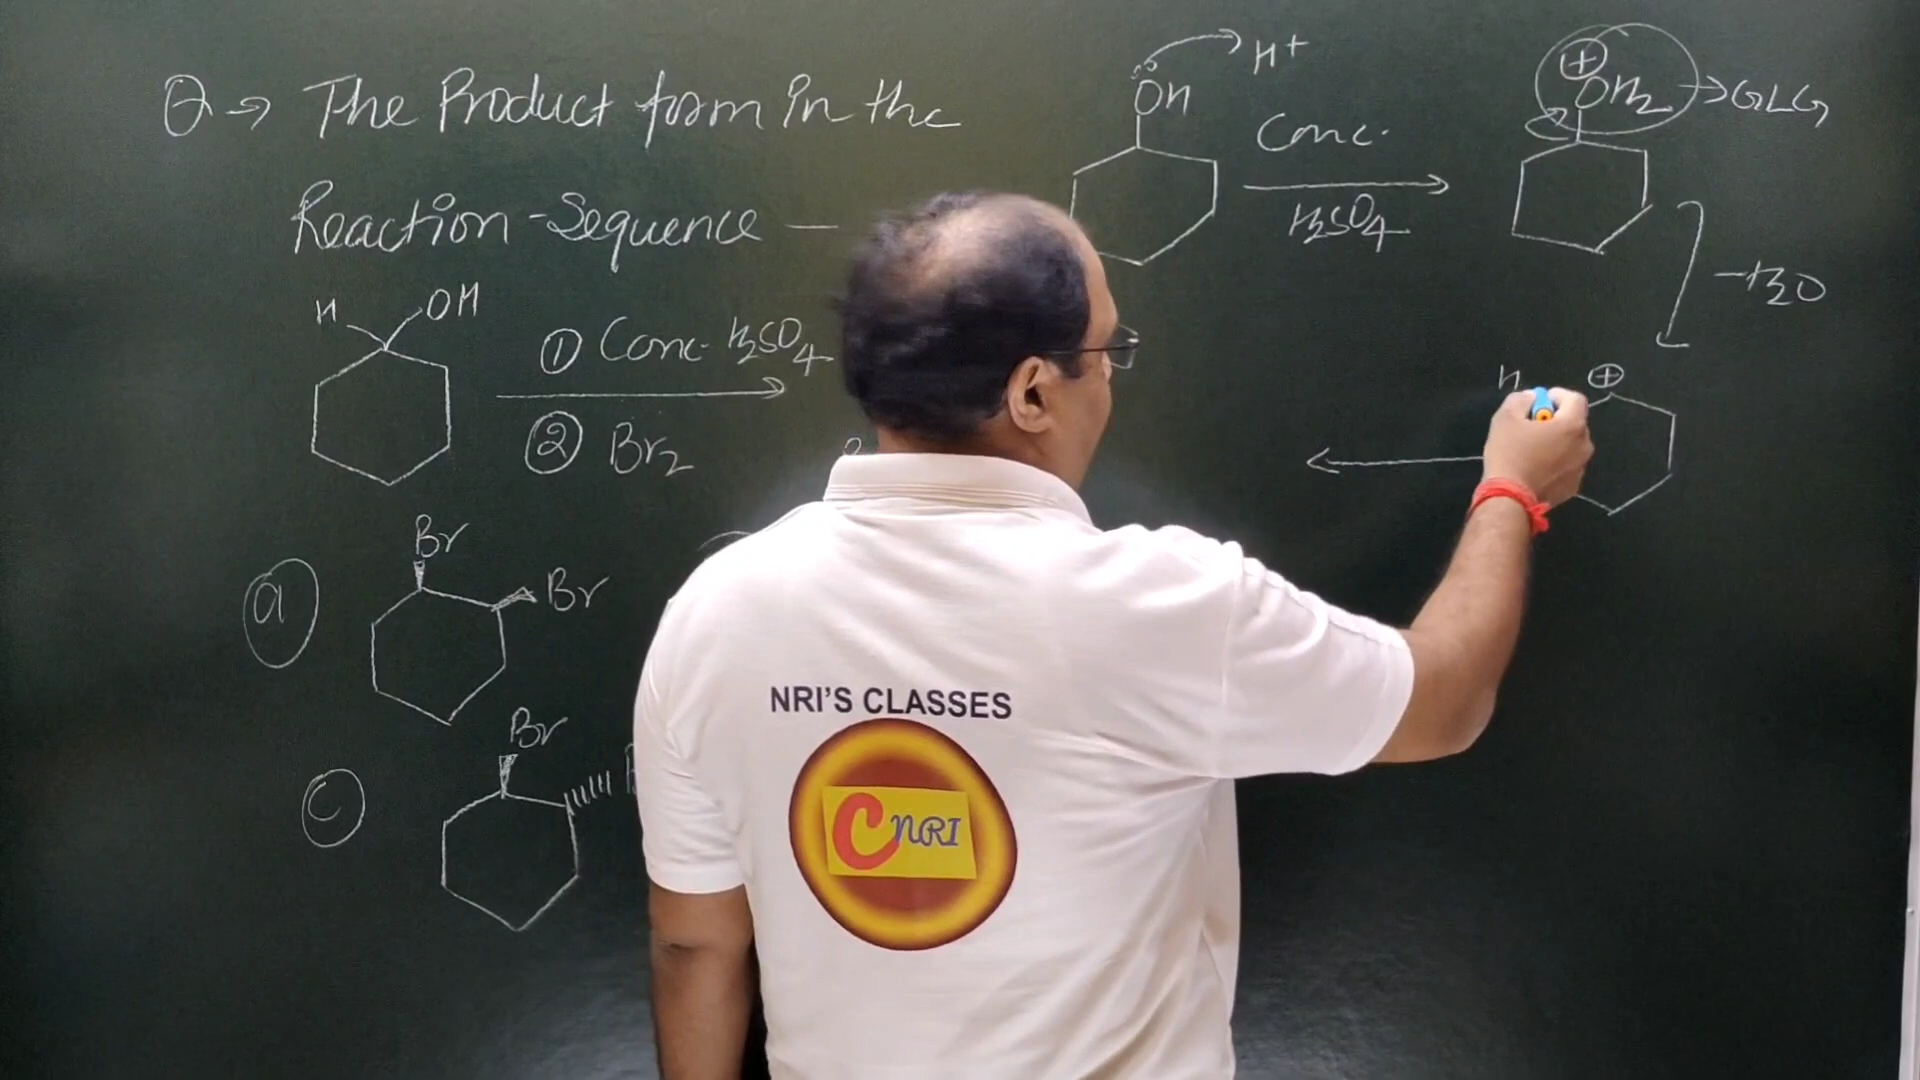 Q → The Product form in the
Reaction-Sequence —
H OH
① Conc. H2SO4
② Br2
ⓐ
Br
Br
ⓒ
Br
OH
H+
Conc.
H2SO4
⊕
OH2 → GLG
-H2O
H
⊕
NRI'S CLASSES
CNRI